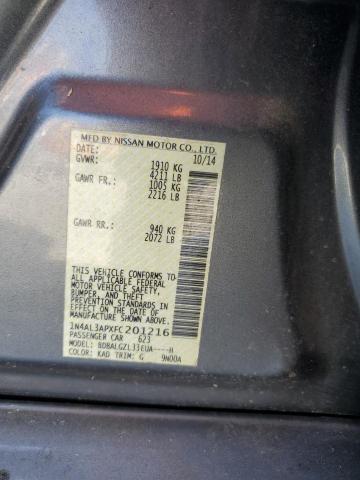 MFD BY NISSAN MOTOR CO., LTD.
DATE: 10/14
GVWR: 1910 KG
4211 LB
GAWR FR.: 1005 KG
2216 LB
GAWR RR.: 940 KG
2072 LB
THIS VEHICLE CONFORMS TO
ALL APPLICABLE FEDERAL
MOTOR VEHICLE SAFETY,
BUMPER, AND THEFT
PREVENTION STANDARDS IN
EFFECT ON THE DATE OF
MANUFACTURE SHOWN ABOVE.
1N4AL3APXFC201216
PASSENGER CAR 623
MODEL: BDBALGZL33EUA----H
COLOR: KAD TRIM: G 9N00A